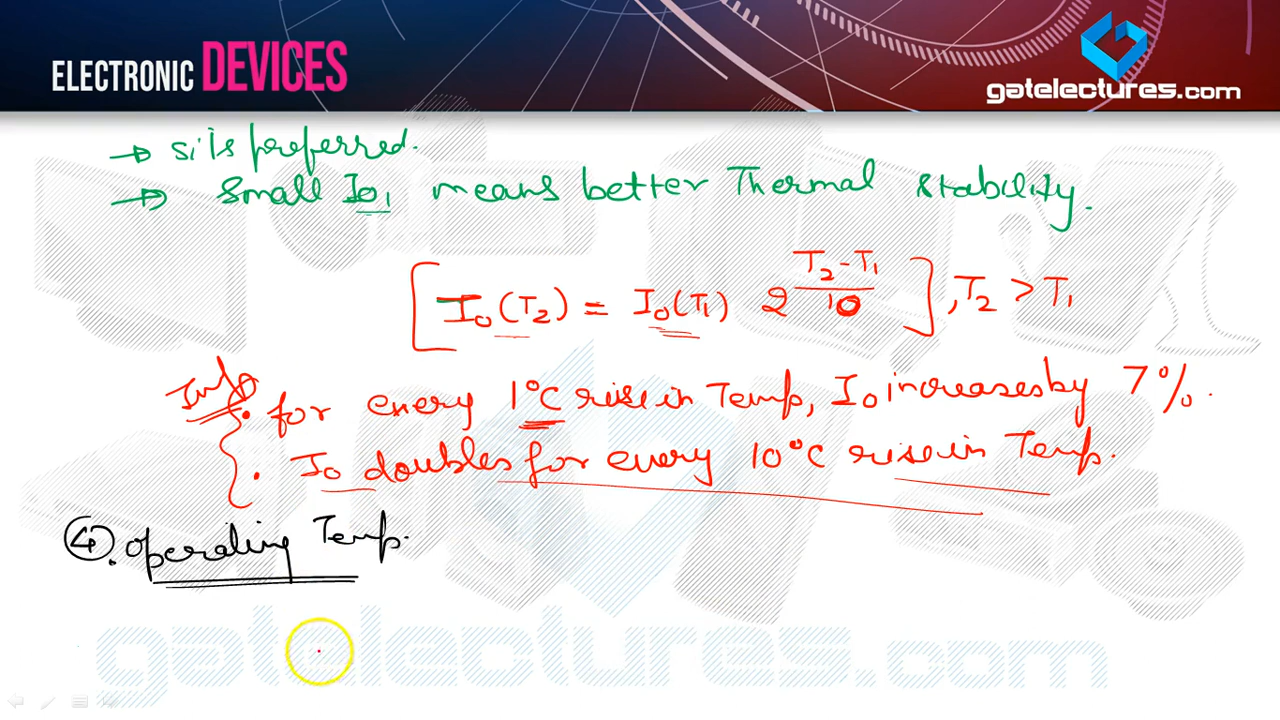 ELECTRONIC DEVICES
gatelectures.com
→ Si is preferred.
→ Small I₀₁ means better Thermal stability.
[I₀(T₂) = I₀(T₁) 2^((T₂-T₁)/10)], T₂ > T₁
Imp
• for every 1°C rise in Temp, I₀ increases by 7%.
• I₀ doubles for every 10°C rise in Temp.
④. operating Temp.
gatelectures.com